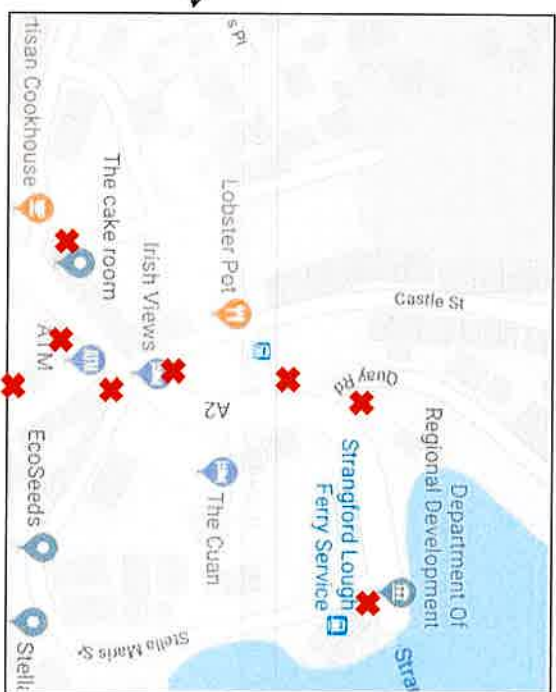 s Pl
Castle St
Quay Rd
Department Of
Regional Development
Strangford Lough
Ferry Service
Stra
Lobster Pot
A2
The Cuan
Irish Views
The cake room
rtisan Cookhouse
ATM
EcoSeeds
Stella Maris St
Stella